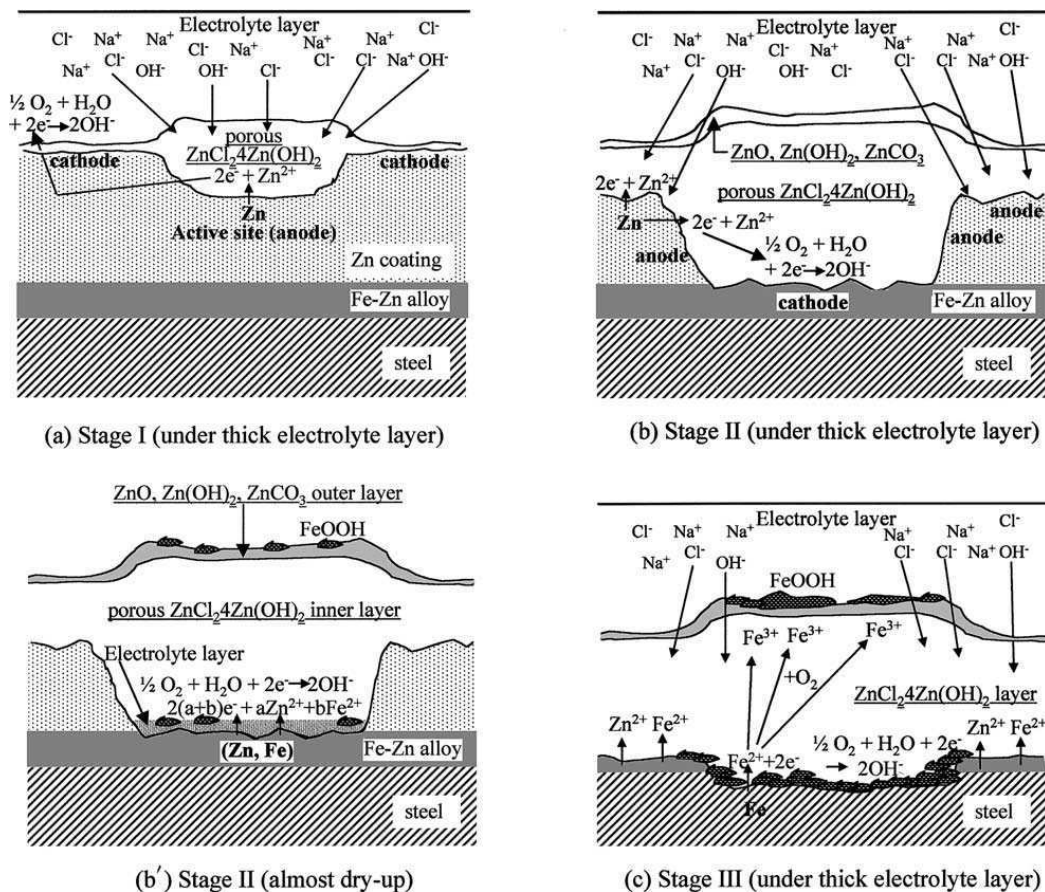 Electrolyte layer
Cl⁻ Na⁺ Na⁺ Cl⁻ Na⁺ Na⁺ Cl⁻
Na⁺ Cl⁻ OH⁻ OH⁻ Cl⁻ Cl⁻ Cl⁻ Na⁺ OH⁻
½ O₂ + H₂O
+ 2e⁻→2OH⁻
porous
ZnCl₂4Zn(OH)₂
cathode
cathode
2e⁻ + Zn²⁺
Zn
Active site (anode)
Zn coating
Fe-Zn alloy
steel
(a) Stage I (under thick electrolyte layer)
Electrolyte layer
Cl⁻ Na⁺ Na⁺ Cl⁻ Na⁺ Na⁺ Cl⁻
Na⁺ Cl⁻ OH⁻ OH⁻ Cl⁻ Cl⁻ Cl⁻ Na⁺ OH⁻
ZnO, Zn(OH)₂, ZnCO₃
porous ZnCl₂4Zn(OH)₂
2e⁻ + Zn²⁺
Zn
2e⁻ + Zn²⁺
anode
anode
anode
½ O₂ + H₂O
+ 2e⁻→2OH⁻
cathode
Fe-Zn alloy
steel
(b) Stage II (under thick electrolyte layer)
ZnO, Zn(OH)₂, ZnCO₃ outer layer
FeOOH
porous ZnCl₂4Zn(OH)₂ inner layer
Electrolyte layer
½ O₂ + H₂O + 2e⁻→2OH⁻
2(a+b)e⁻ + aZn²⁺ +bFe²⁺
(Zn, Fe)
Fe-Zn alloy
steel
(b′) Stage II (almost dry-up)
Electrolyte layer
Cl⁻ Na⁺ Na⁺ Na⁺ Na⁺ Cl⁻
Na⁺ Cl⁻ OH⁻ Cl⁻ Cl⁻ Na⁺ OH⁻
FeOOH
Fe³⁺ Fe³⁺ Fe³⁺
+O₂
ZnCl₂4Zn(OH)₂ layer
Zn²⁺ Fe²⁺
Zn²⁺ Fe²⁺
Fe²⁺+2e⁻
½ O₂ + H₂O + 2e⁻
→ 2OH⁻
Fe
steel
(c) Stage III (under thick electrolyte layer)